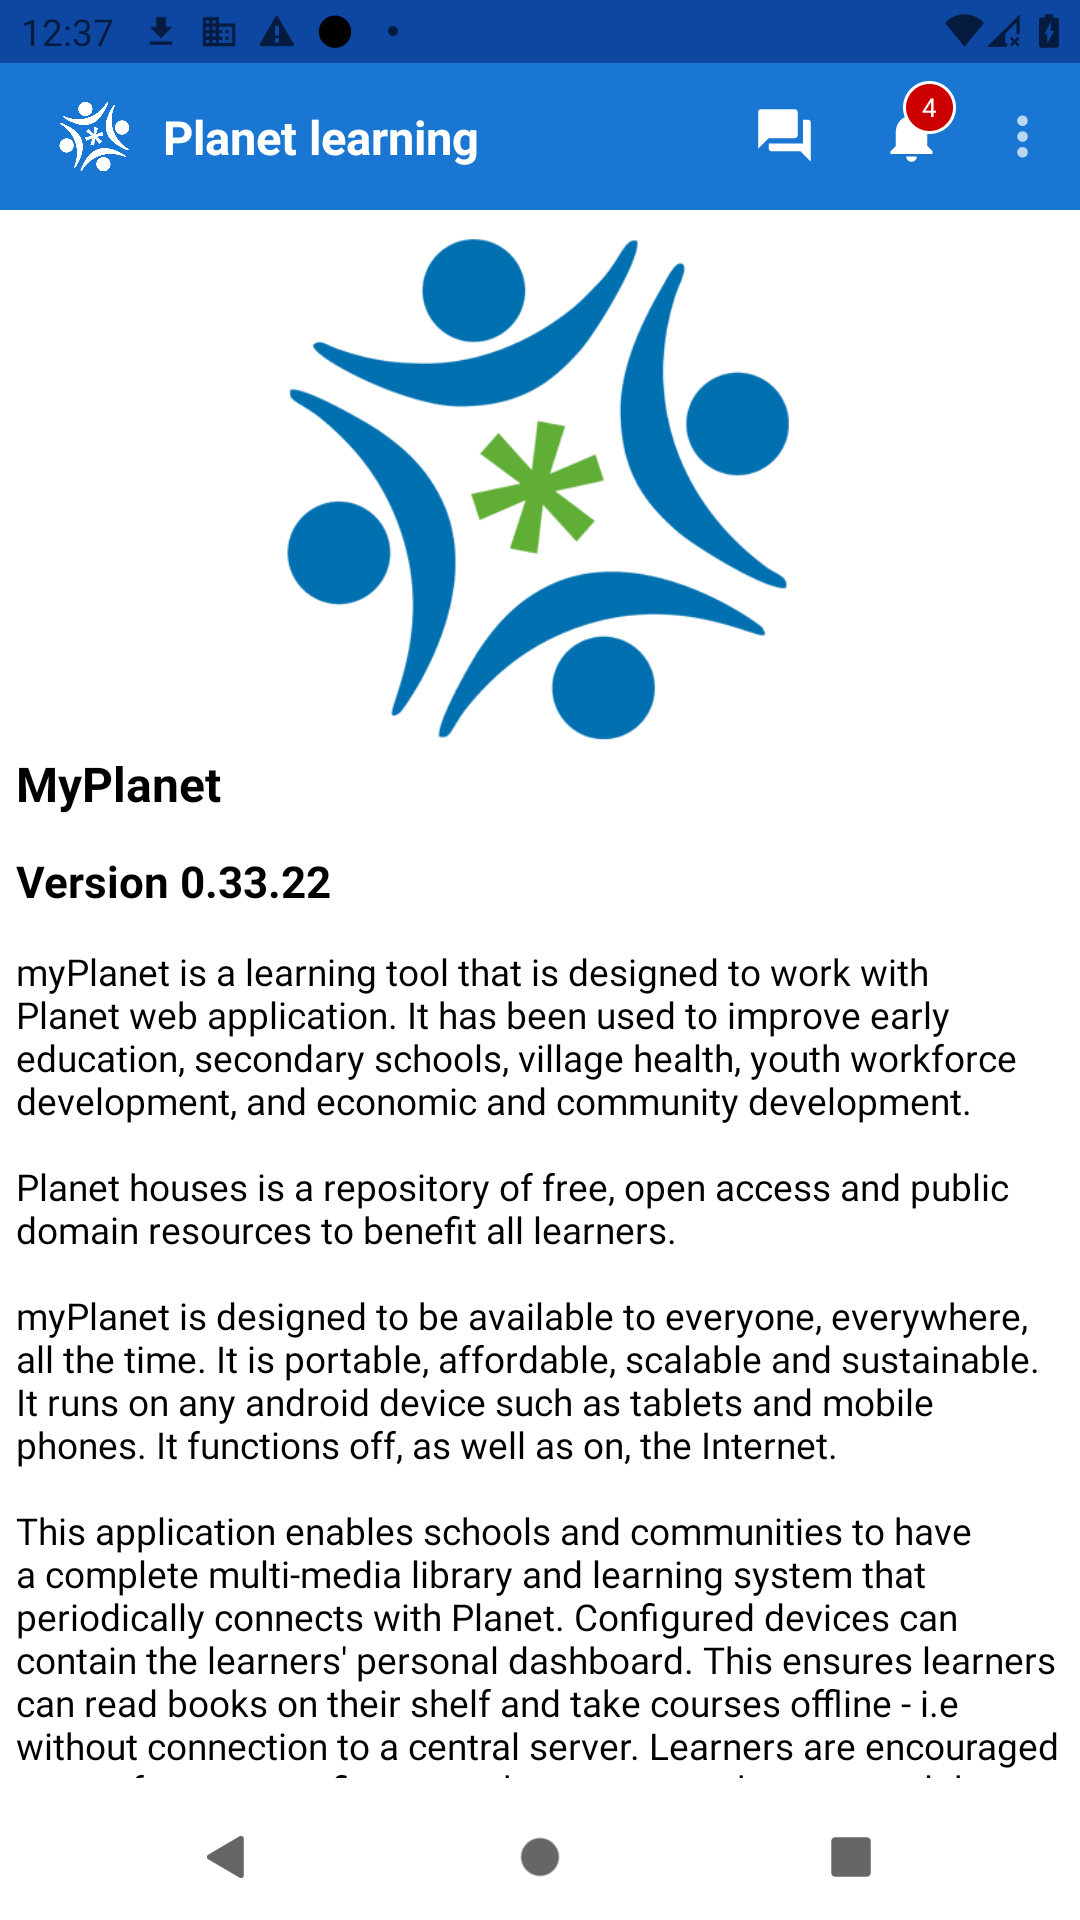 12:37
Planet learning
4
MyPlanet
Version 0.33.22
myPlanet is a learning tool that is designed to work with
Planet web application. It has been used to improve early
education, secondary schools, village health, youth workforce
development, and economic and community development.
Planet houses is a repository of free, open access and public
domain resources to benefit all learners.
myPlanet is designed to be available to everyone, everywhere,
all the time. It is portable, affordable, scalable and sustainable.
It runs on any android device such as tablets and mobile
phones. It functions off, as well as on, the Internet.
This application enables schools and communities to have
a complete multi-media library and learning system that
periodically connects with Planet. Configured devices can
contain the learners' personal dashboard. This ensures learners
can read books on their shelf and take courses offline - i.e
without connection to a central server. Learners are encouraged